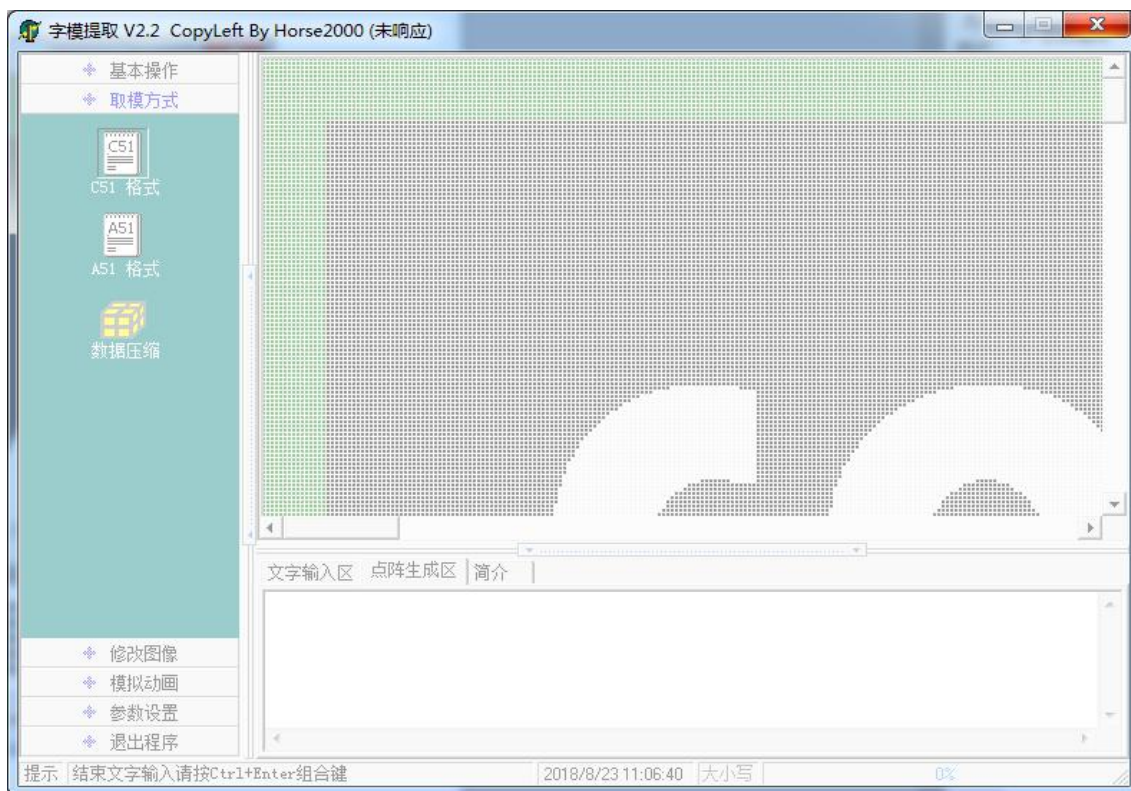 字模提取 V2.2 CopyLeft By Horse2000 (未响应)
基本操作
取模方式
C51
C51 格式
A51
A51 格式
数据压缩
修改图像
模拟动画
参数设置
退出程序
文字输入区 点阵生成区 简介
提示 结束文字输入请按Ctrl+Enter组合键 2018/8/23 11:06:40 大小写 0%